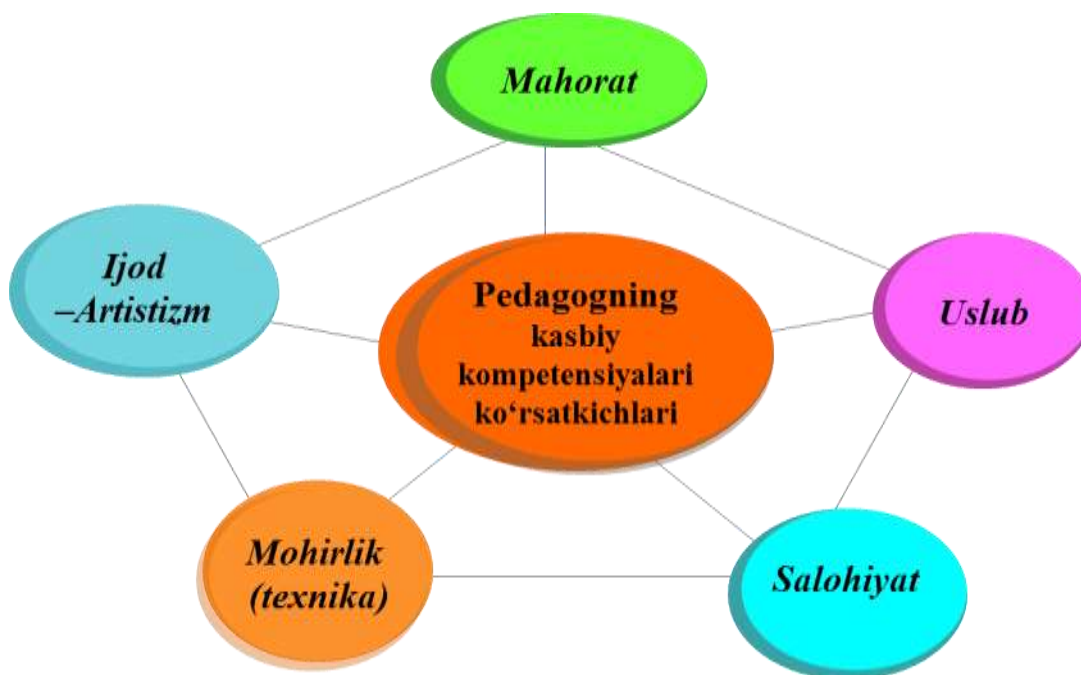 Mahorat
Ijod
–Artistizm
Pedagogning
kasbiy
kompetensiyalari
ko‘rsatkichlari
Uslub
Mohirlik
(texnika)
Salohiyat